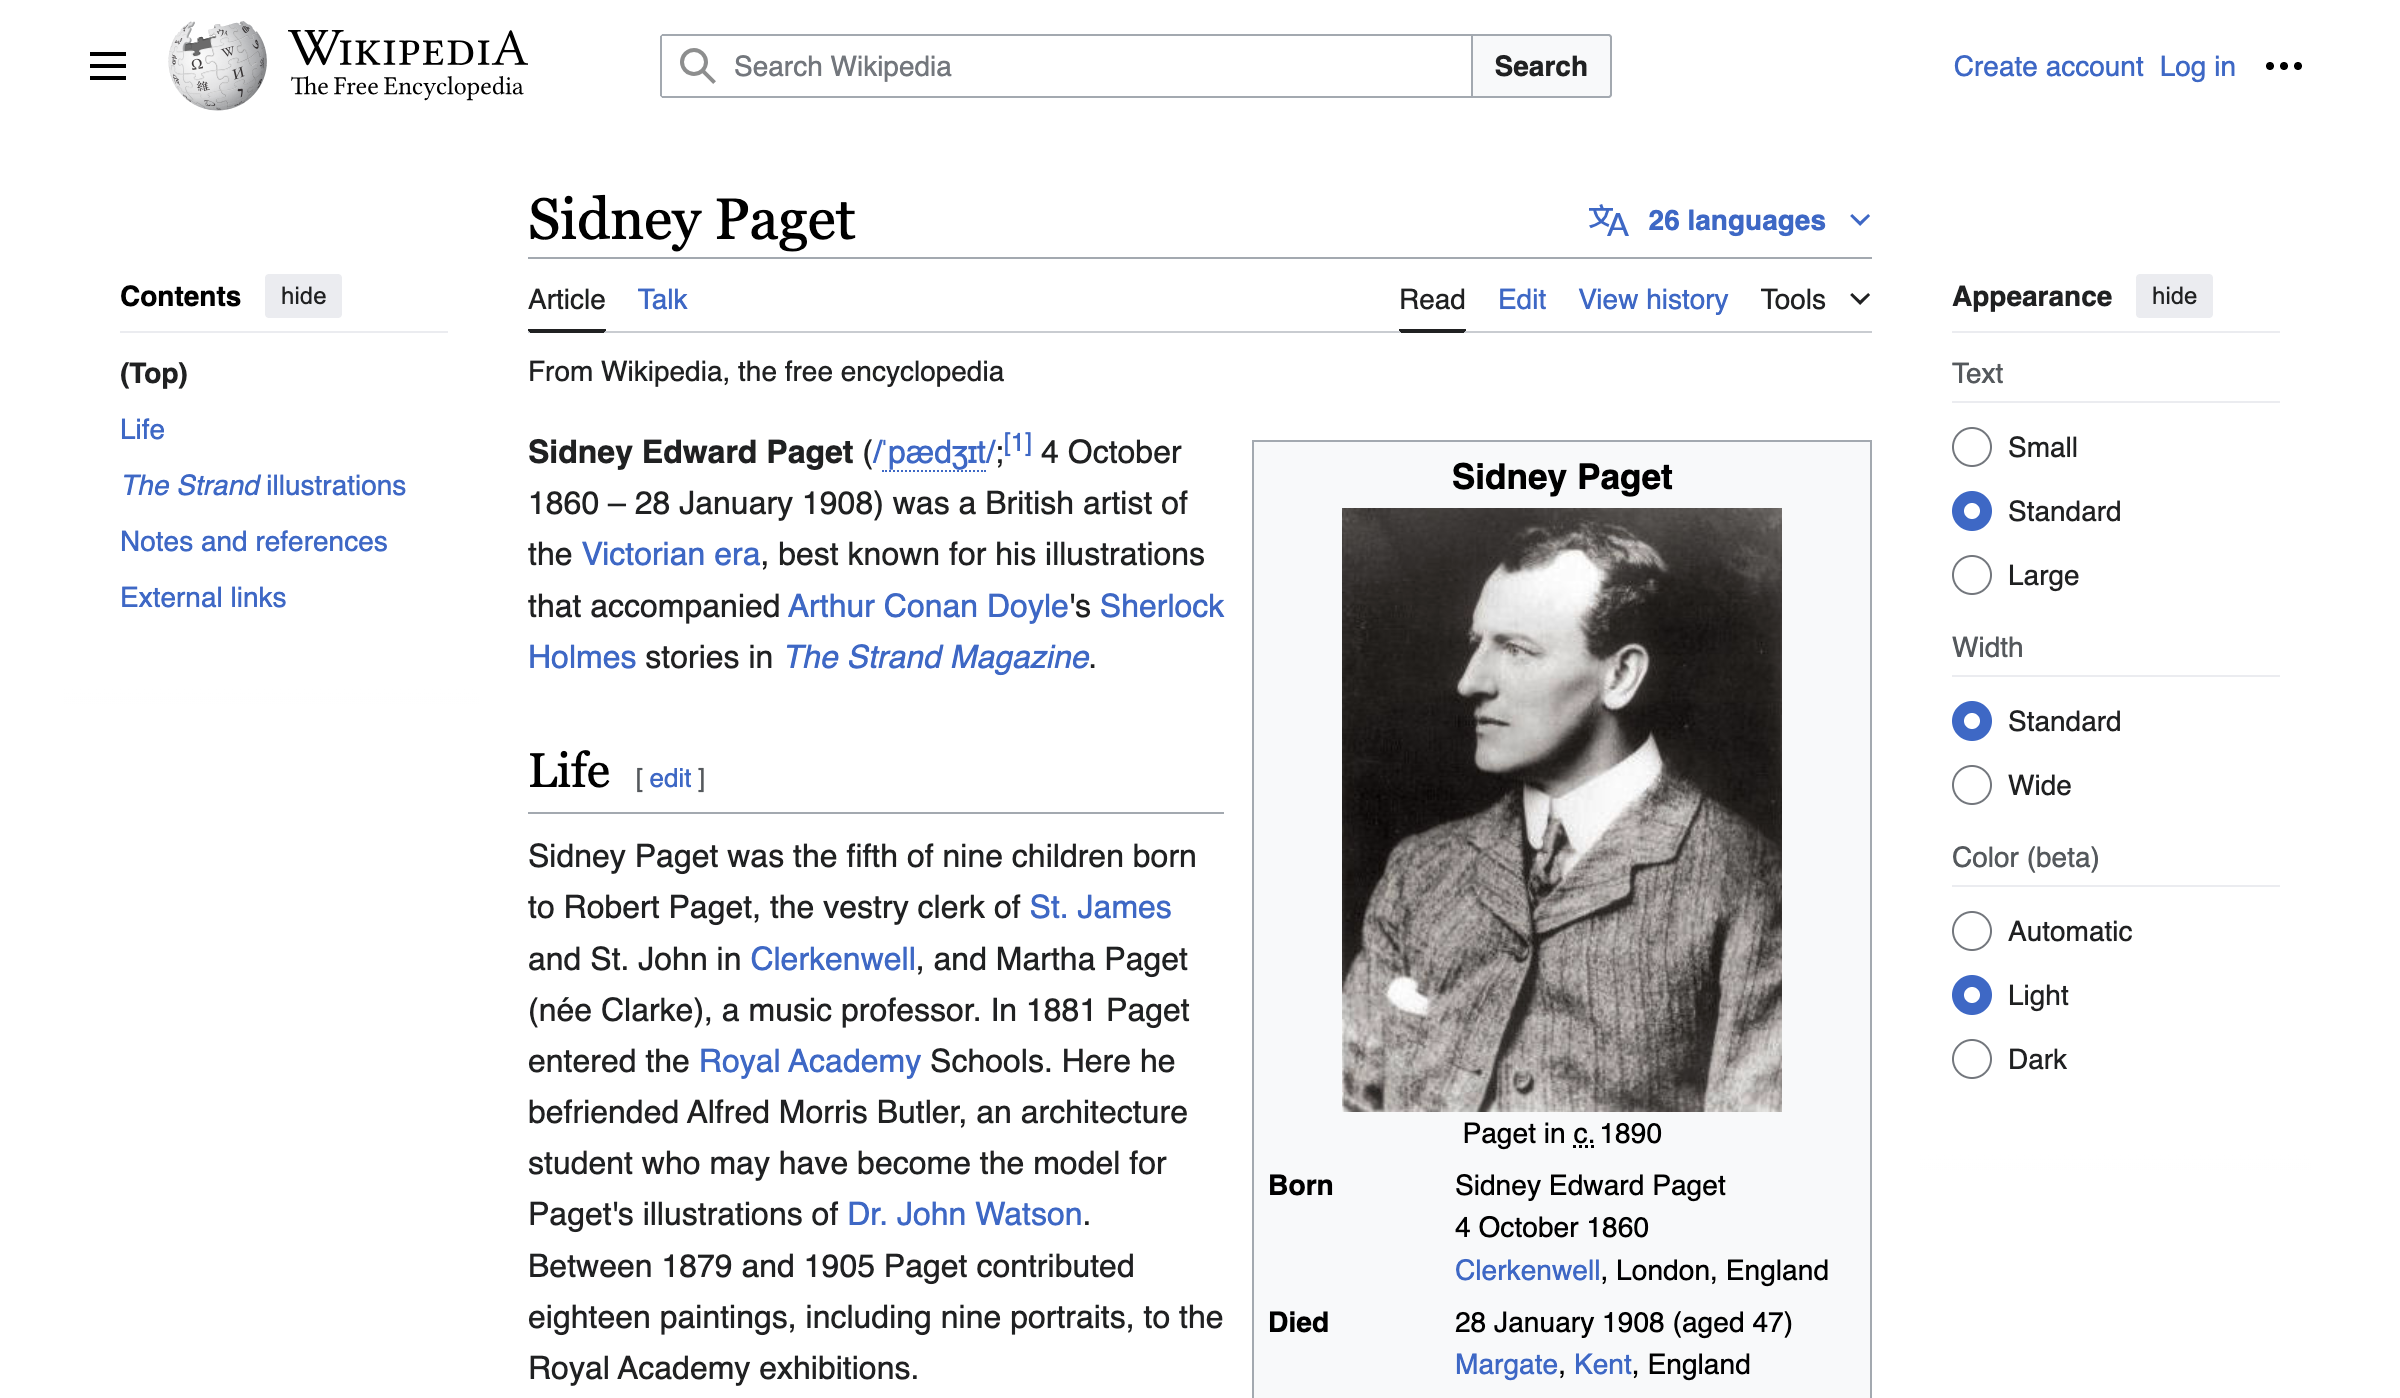 WIKIPEDIA
The Free Encyclopedia
Search Wikipedia
Search
Create account Log in
Sidney Paget
26 languages
Contents hide
Article Talk
Read Edit View history Tools
Appearance hide
(Top)
Life
The Strand illustrations
Notes and references
External links
From Wikipedia, the free encyclopedia
Sidney Edward Paget (/ˈpædʒɪt/;[1] 4 October
1860 – 28 January 1908) was a British artist of
the Victorian era, best known for his illustrations
that accompanied Arthur Conan Doyle's Sherlock
Holmes stories in The Strand Magazine.
Life [ edit ]
Sidney Paget was the fifth of nine children born
to Robert Paget, the vestry clerk of St. James
and St. John in Clerkenwell, and Martha Paget
(née Clarke), a music professor. In 1881 Paget
entered the Royal Academy Schools. Here he
befriended Alfred Morris Butler, an architecture
student who may have become the model for
Paget's illustrations of Dr. John Watson.
Between 1879 and 1905 Paget contributed
eighteen paintings, including nine portraits, to the
Royal Academy exhibitions.
Sidney Paget
Paget in c. 1890
Born Sidney Edward Paget
4 October 1860
Clerkenwell, London, England
Died 28 January 1908 (aged 47)
Margate, Kent, England
Text
Small
Standard
Large
Width
Standard
Wide
Color (beta)
Automatic
Light
Dark